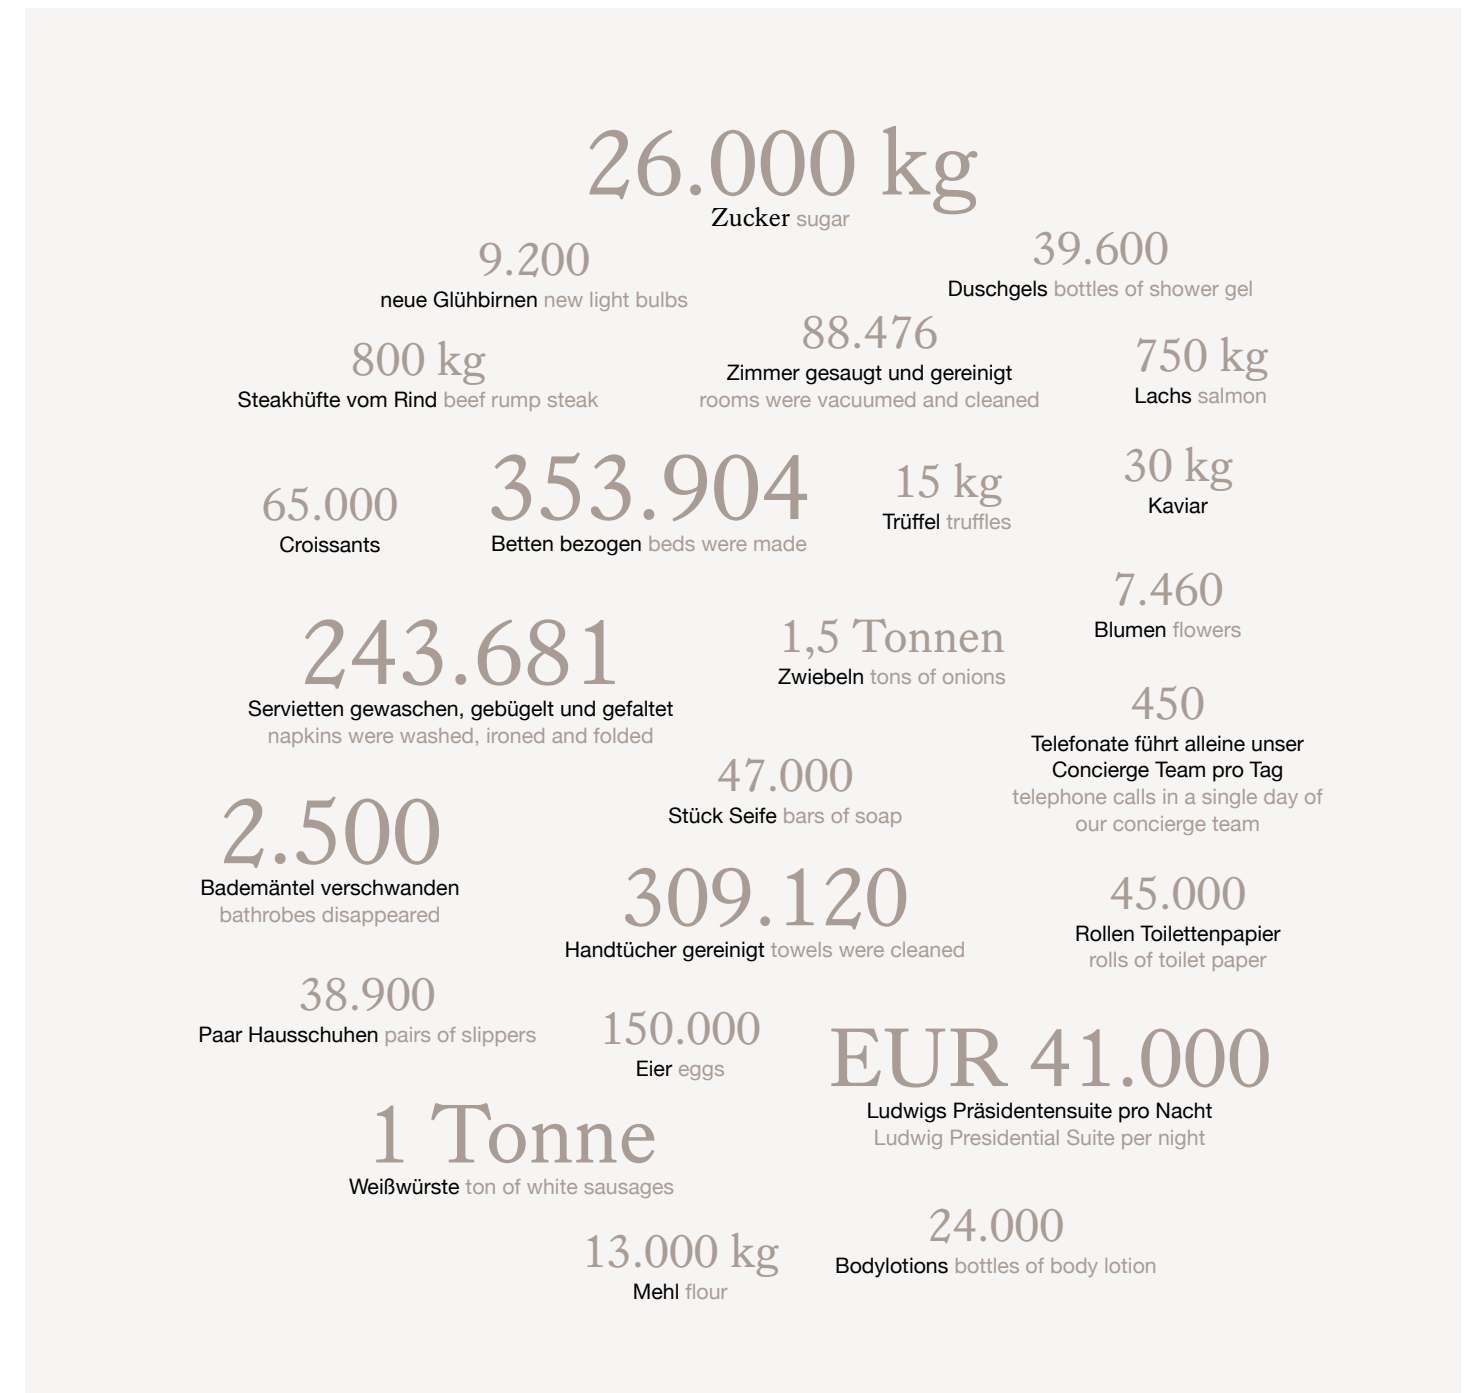 26.000 kg
Zucker sugar
9.200
neue Glühbirnen new light bulbs
39.600
Duschgels bottles of shower gel
800 kg
Steakhüfte vom Rind beef rump steak
88.476
Zimmer gesaugt und gereinigt
rooms were vacuumed and cleaned
750 kg
Lachs salmon
65.000
Croissants
353.904
Betten bezogen beds were made
15 kg
Trüffel truffles
30 kg
Kaviar
7.460
Blumen flowers
243.681
Servietten gewaschen, gebügelt und gefaltet
napkins were washed, ironed and folded
1,5 Tonnen
Zwiebeln tons of onions
450
Telefonate führt alleine unser
Concierge Team pro Tag
telephone calls in a single day of
our concierge team
47.000
Stück Seife bars of soap
2.500
Bademäntel verschwanden
bathrobes disappeared
309.120
Handtücher gereinigt towels were cleaned
45.000
Rollen Toilettenpapier
rolls of toilet paper
38.900
Paar Hausschuhen pairs of slippers
150.000
Eier eggs
EUR 41.000
Ludwigs Präsidentensuite pro Nacht
Ludwig Presidential Suite per night
1 Tonne
Weißwürste ton of white sausages
24.000
Bodylotions bottles of body lotion
13.000 kg
Mehl flour